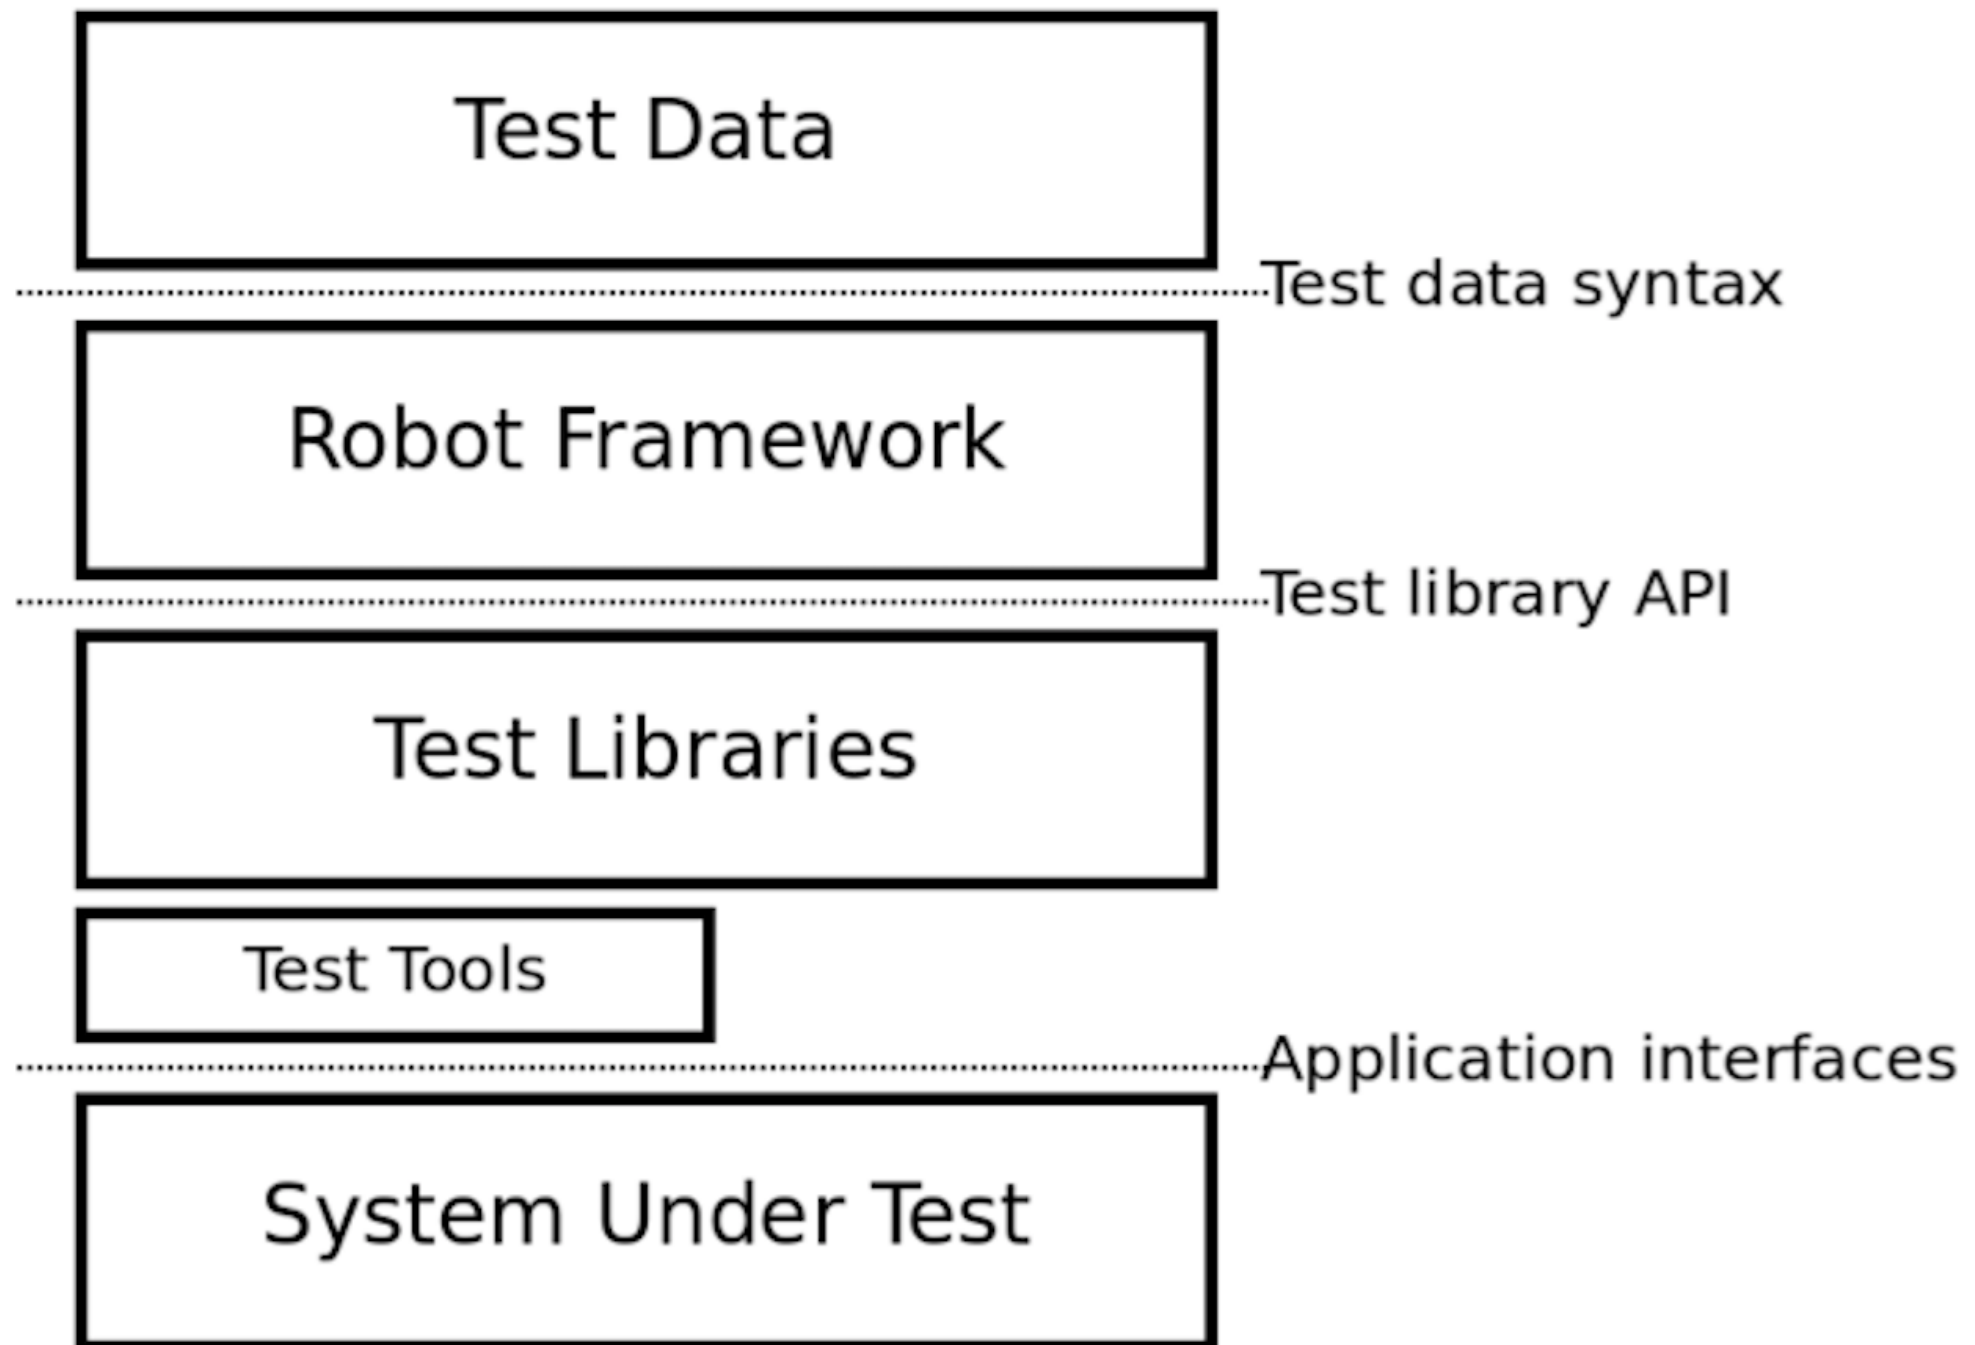 Test Data
Test data syntax
Robot Framework
Test library API
Test Libraries
Test Tools
Application interfaces
System Under Test